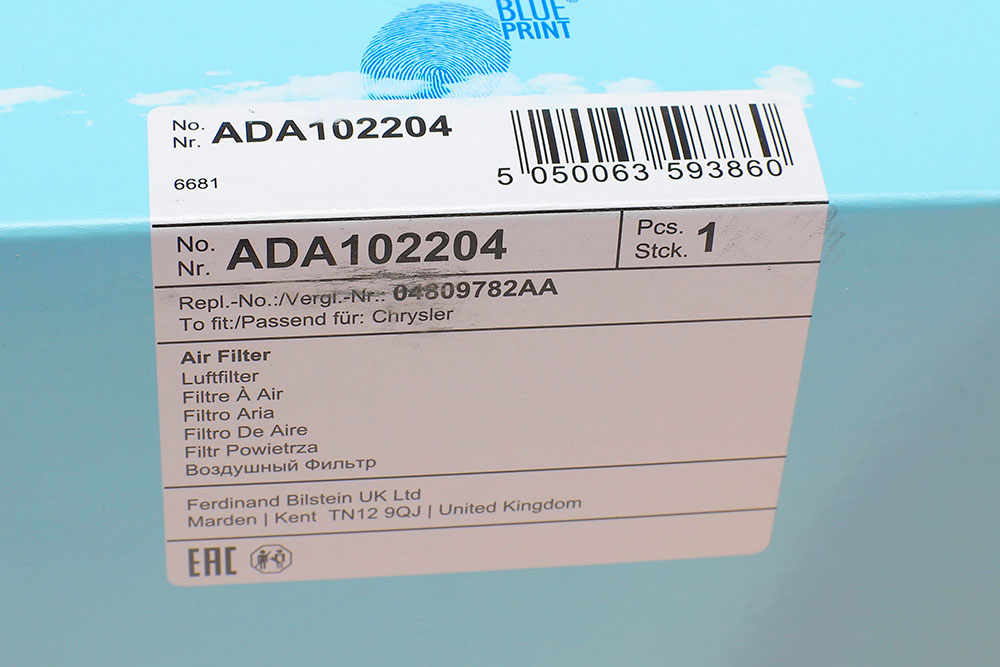 BLUE®
PRINT
No. ADA102204
Nr.
6681
5 050063 593860
No. ADA102204
Nr.
Pcs. 1
Stck.
Repl.-No.:/Vergl.-Nr.: 04809782AA
To fit:/Passend für: Chrysler
Air Filter
Luftfilter
Filtre À Air
Filtro Aria
Filtro De Aire
Filtr Powietrza
Воздушный Фильтр
Ferdinand Bilstein UK Ltd
Marden | Kent TN12 9QJ | United Kingdom
EAC